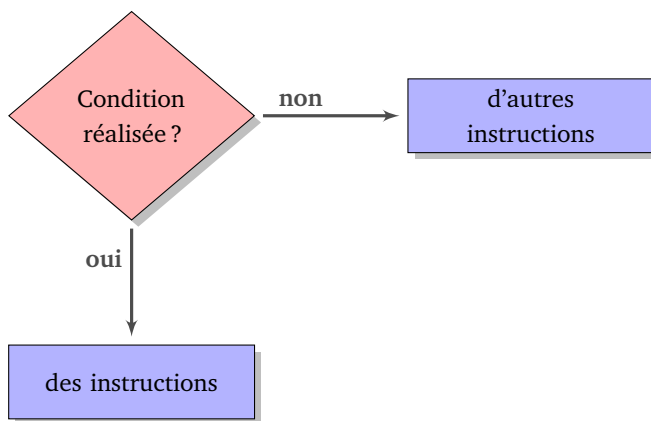 Condition
réalisée ?
non
d'autres
instructions
oui
des instructions